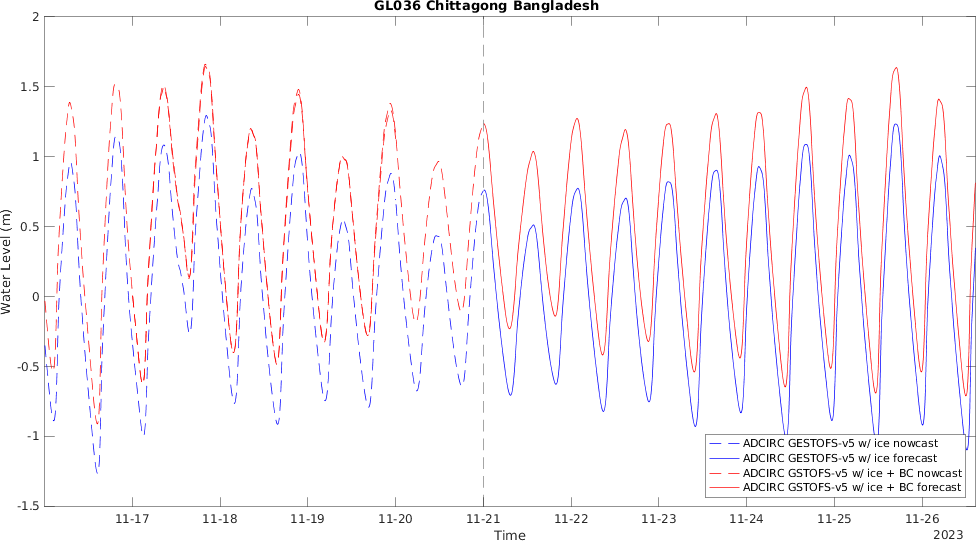 GL036 Chittagong Bangladesh
2
1.5
1
0.5
0
-0.5
-1
-1.5
Water Level (m)
ADCIRC GESTOFS-v5 w/ ice nowcast
ADCIRC GESTOFS-v5 w/ ice forecast
ADCIRC GSTOFS-v5 w/ ice + BC nowcast
ADCIRC GSTOFS-v5 w/ ice + BC forecast
11-17 11-18 11-19 11-20 11-21 11-22 11-23 11-24 11-25 11-26
Time
2023